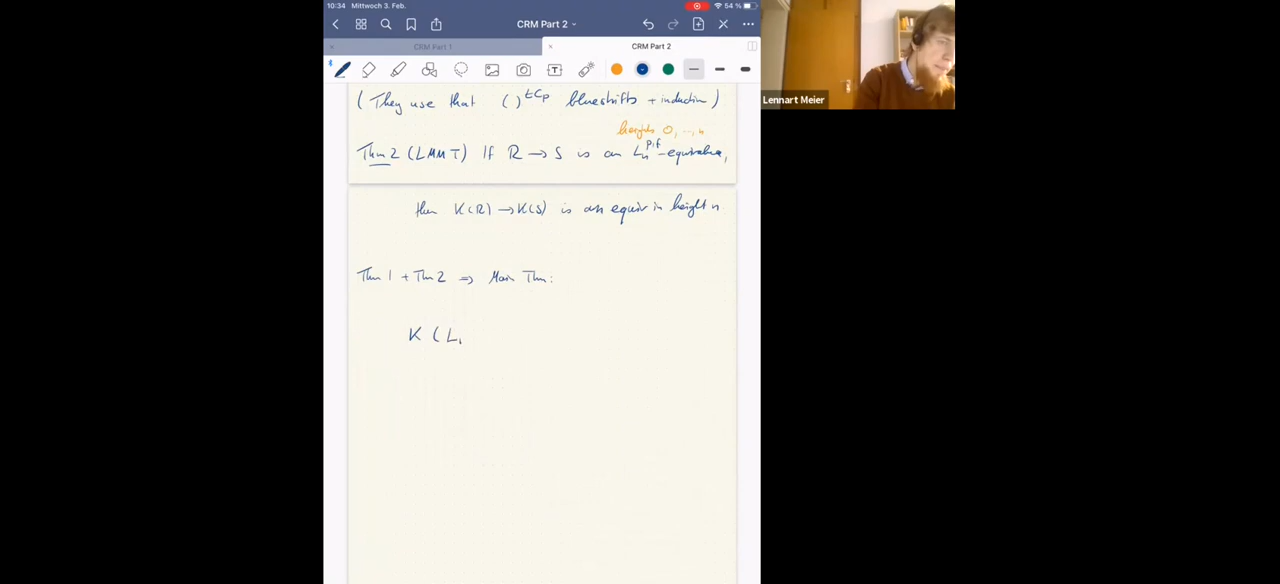 10:34 Mittwoch 3. Feb.
54 %
CRM Part 2
CRM Part 1
CRM Part 2
T
Lennart Meier
(They use that ( )^{tC_p} blueshifts + induction)
heights 0, ..., n
Thm 2 (LMMT) If R → S is an L_n^{p,f}-equivalence,
then K(R) → K(S) is an equiv in height n.
Thm 1 + Thm 2 ⇒ Main Thm:
K ( L